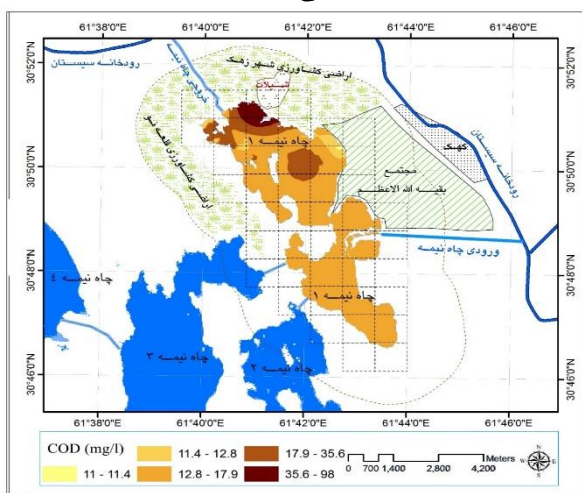 61°38'0"E 61°40'0"E 61°42'0"E 61°44'0"E 61°46'0"E
30°52'0"N
30°50'0"N
30°48'0"N
30°46'0"N
رودخانه سیستان
خروجی چاه نیمه
اراضی کشاورزی شهر زهک
شیلات
اراضی کشاورزی قلعه نو
چاه نیمه ۱
مجتمع
بقیه الله الاعظم
کهک
رودخانه سیستان
ورودی چاه نیمه
چاه نیمه ۴
چاه نیمه ۱
چاه نیمه ۳
چاه نیمه ۲
30°52'0"N
30°50'0"N
30°48'0"N
30°46'0"N
61°38'0"E 61°40'0"E 61°42'0"E 61°44'0"E 61°46'0"E
COD (mg/l)
11.4 - 12.8
17.9 - 35.6
11 - 11.4
12.8 - 17.9
35.6 - 98
Meters
0 700 1,400 2,800 4,200
N